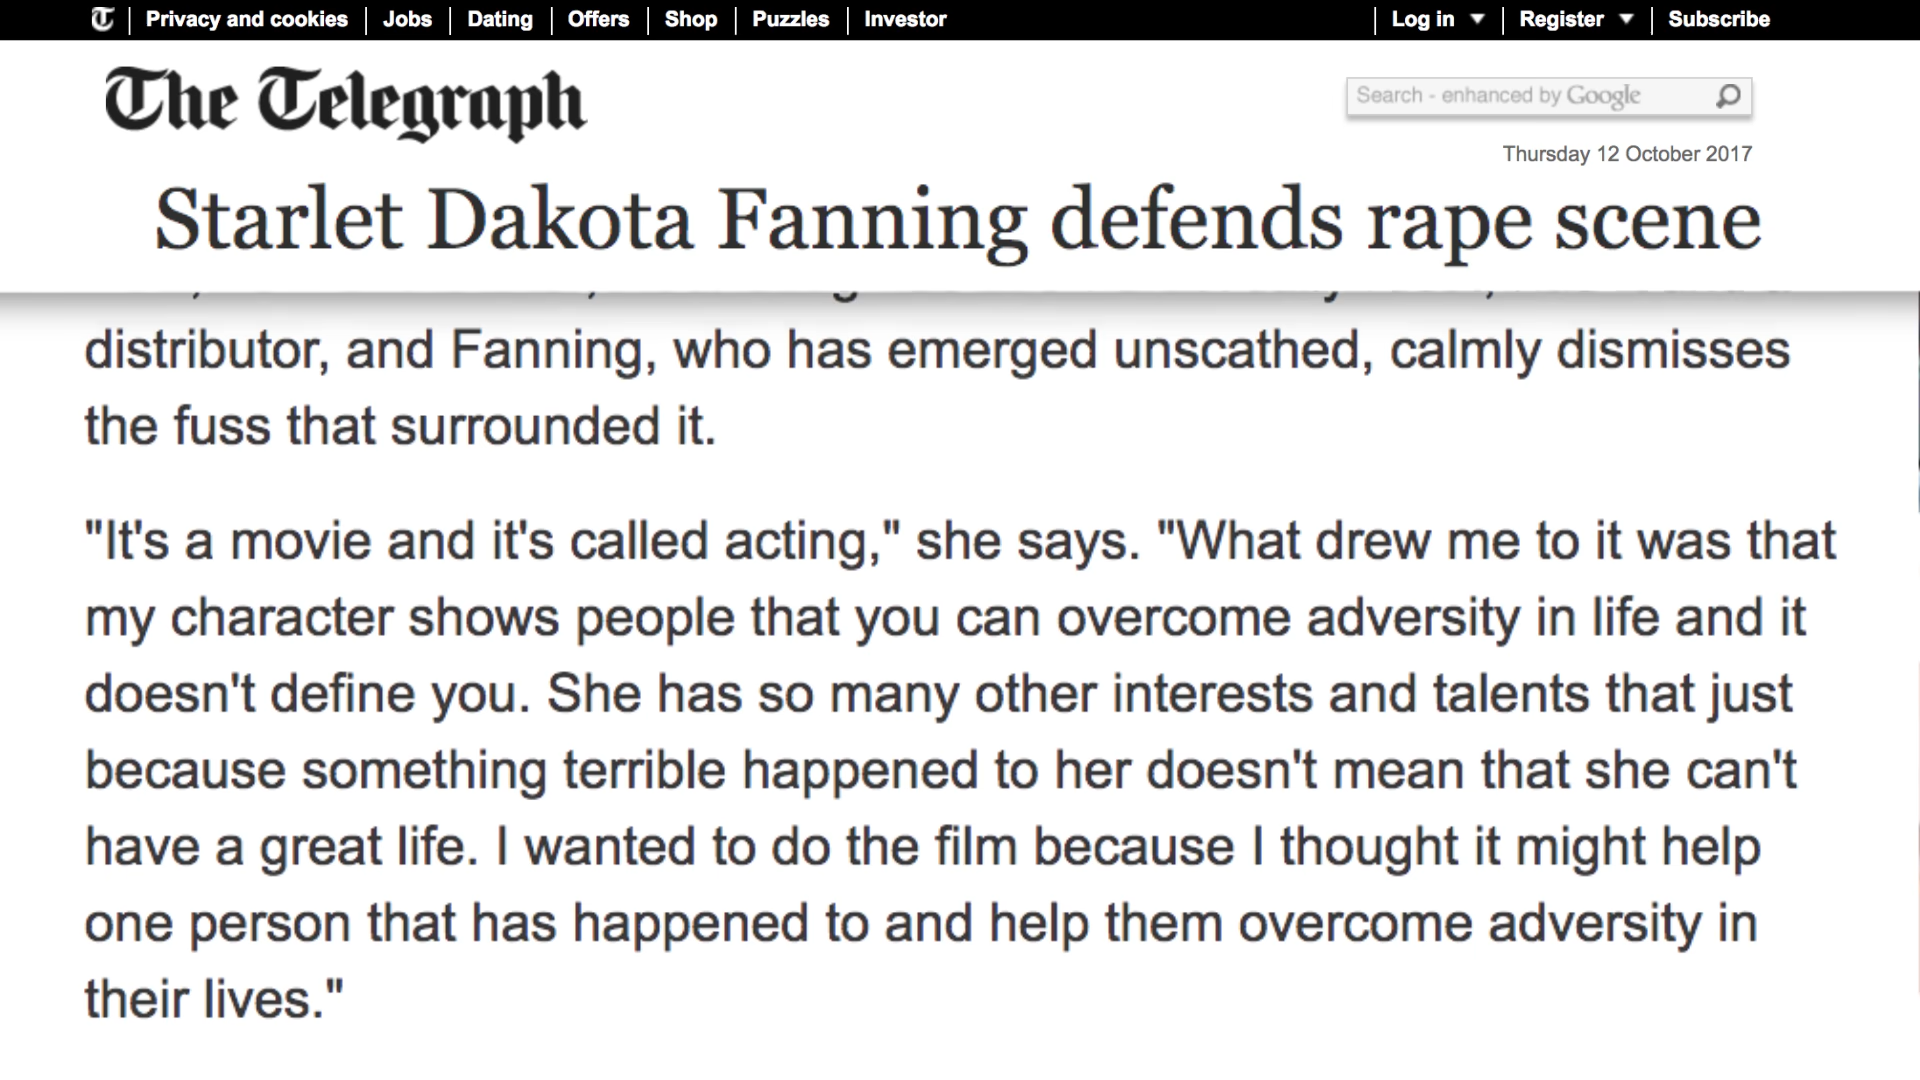 Privacy and cookies Jobs Dating Offers Shop Puzzles Investor Log in Register Subscribe
The Telegraph
Search - enhanced by Google
Thursday 12 October 2017
Starlet Dakota Fanning defends rape scene
distributor, and Fanning, who has emerged unscathed, calmly dismisses
the fuss that surrounded it.
"It's a movie and it's called acting," she says. "What drew me to it was that
my character shows people that you can overcome adversity in life and it
doesn't define you. She has so many other interests and talents that just
because something terrible happened to her doesn't mean that she can't
have a great life. I wanted to do the film because I thought it might help
one person that has happened to and help them overcome adversity in
their lives."